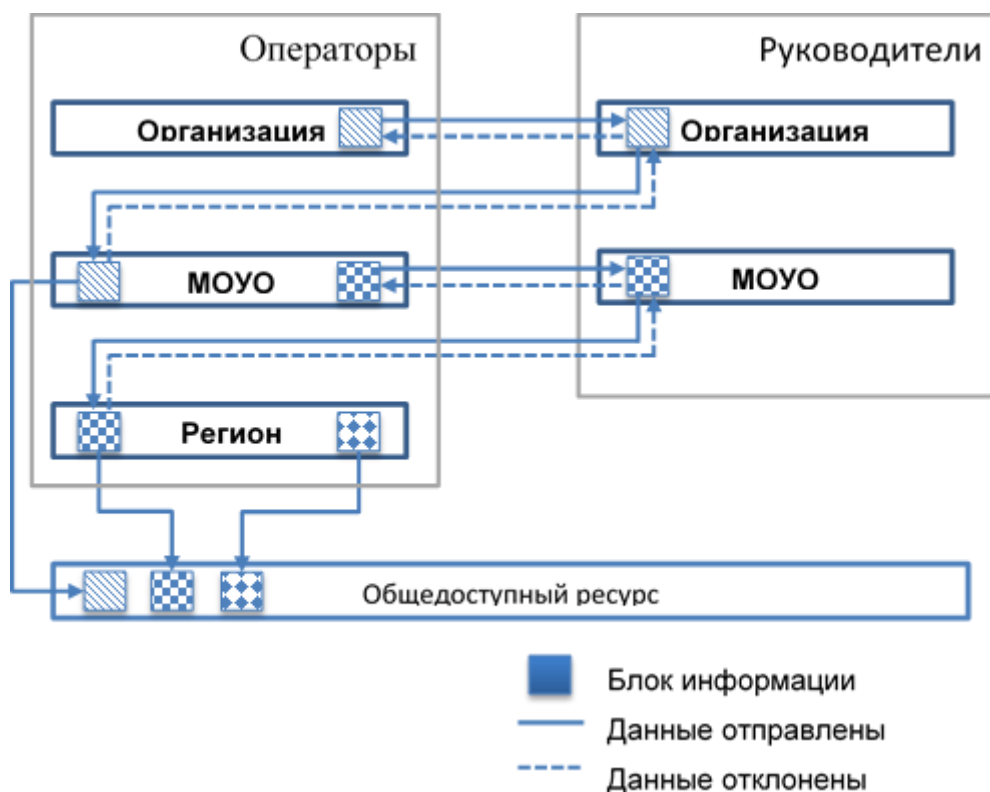 Операторы
Руководители
Организация
Организация
МОУО
МОУО
Регион
Общедоступный ресурс
Блок информации
Данные отправлены
Данные отклонены